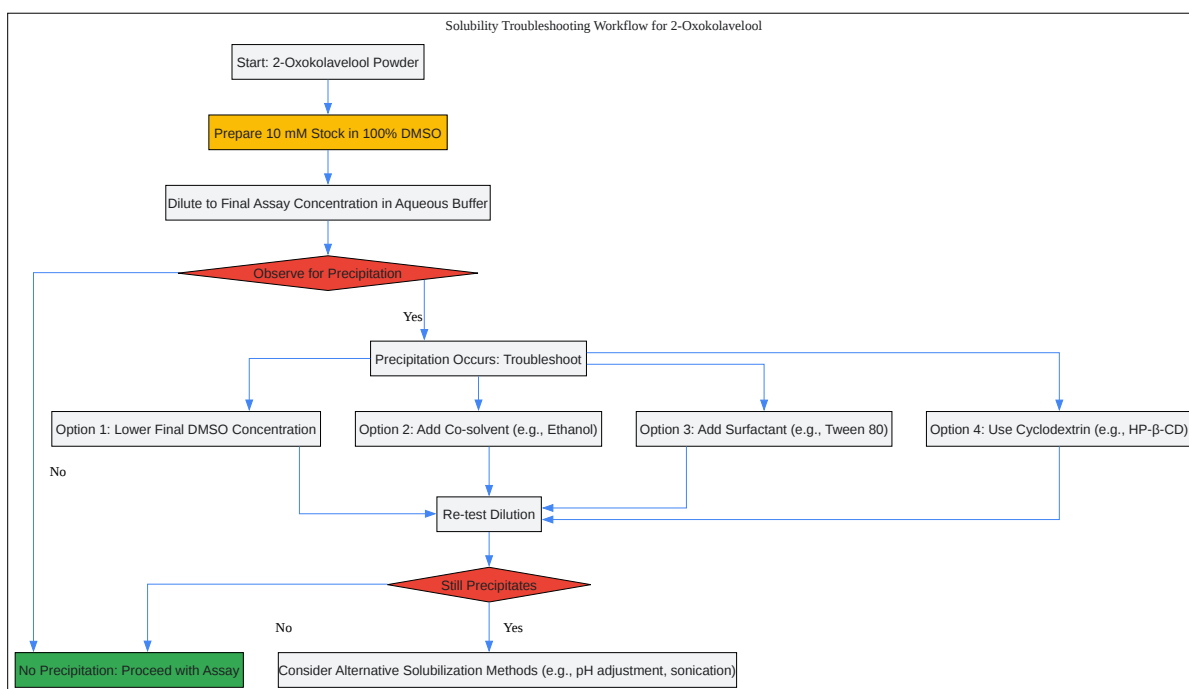 Solubility Troubleshooting Workflow for 2-Oxokolavelool
Start: 2-Oxokolavelool Powder
Prepare 10 mM Stock in 100% DMSO
Dilute to Final Assay Concentration in Aqueous Buffer
Observe for Precipitation
Yes
Precipitation Occurs: Troubleshoot
Option 1: Lower Final DMSO Concentration
Option 2: Add Co-solvent (e.g., Ethanol)
Option 3: Add Surfactant (e.g., Tween 80)
Option 4: Use Cyclodextrin (e.g., HP-β-CD)
No
Re-test Dilution
Still Precipitates
No
Yes
No Precipitation: Proceed with Assay
Consider Alternative Solubilization Methods (e.g., pH adjustment, sonication)